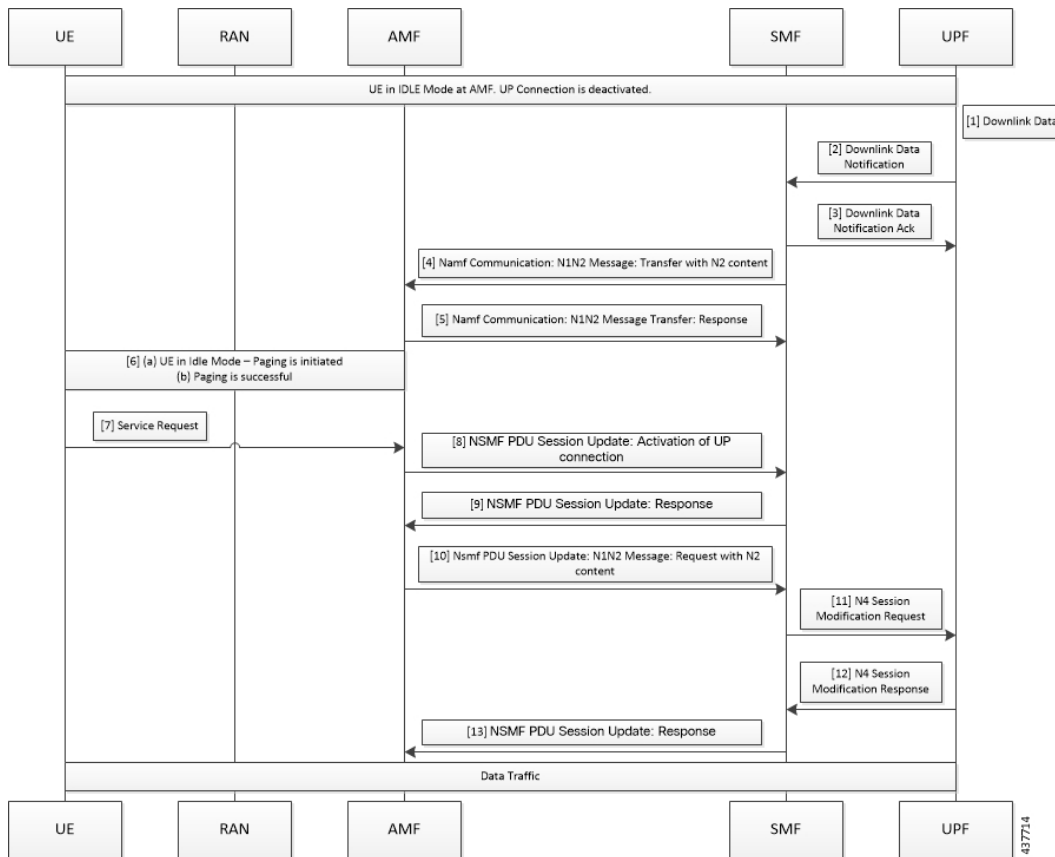 UE
RAN
AMF
SMF
UPF
UE in IDLE Mode at AMF. UP Connection is deactivated.
[1] Downlink Data
[2] Downlink Data
Notification
[3] Downlink Data
Notification Ack
[4] Namf Communication: N1N2 Message: Transfer with N2 content
[5] Namf Communication: N1N2 Message Transfer: Response
[6] (a) UE in Idle Mode – Paging is initiated
(b) Paging is successful
[7] Service Request
[8] NSMF PDU Session Update: Activation of UP
connection
[9] NSMF PDU Session Update: Response
[10] Nsmf PDU Session Update: N1N2 Message: Request with N2
content
[11] N4 Session
Modification Request
[12] N4 Session
Modification Response
[13] NSMF PDU Session Update: Response
Data Traffic
UE
RAN
AMF
SMF
UPF
437714